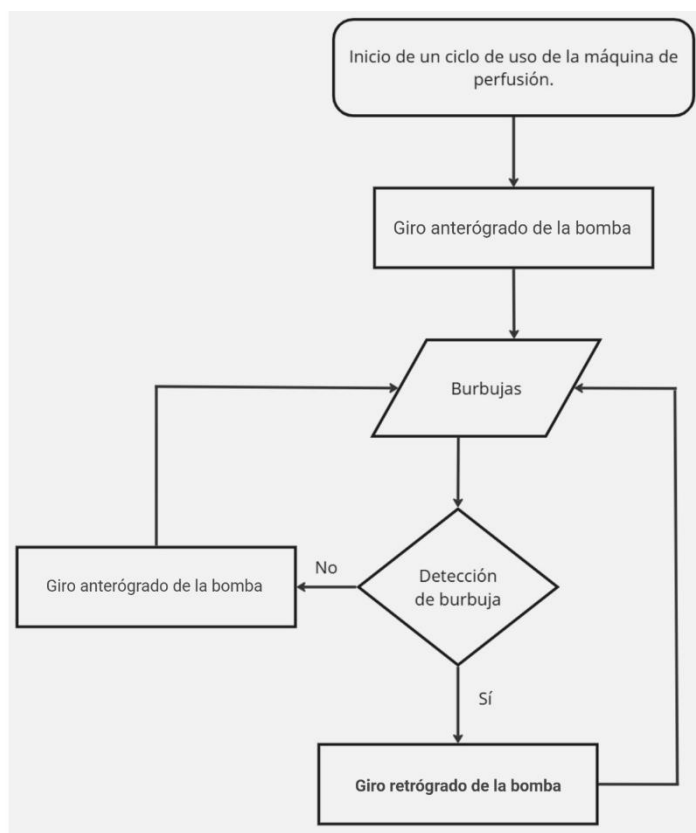 Inicio de un ciclo de uso de la máquina de
perfusión.
Giro anterógrado de la bomba
Burbujas
Detección
de burbuja
No
Giro anterógrado de la bomba
Sí
Giro retrógrado de la bomba